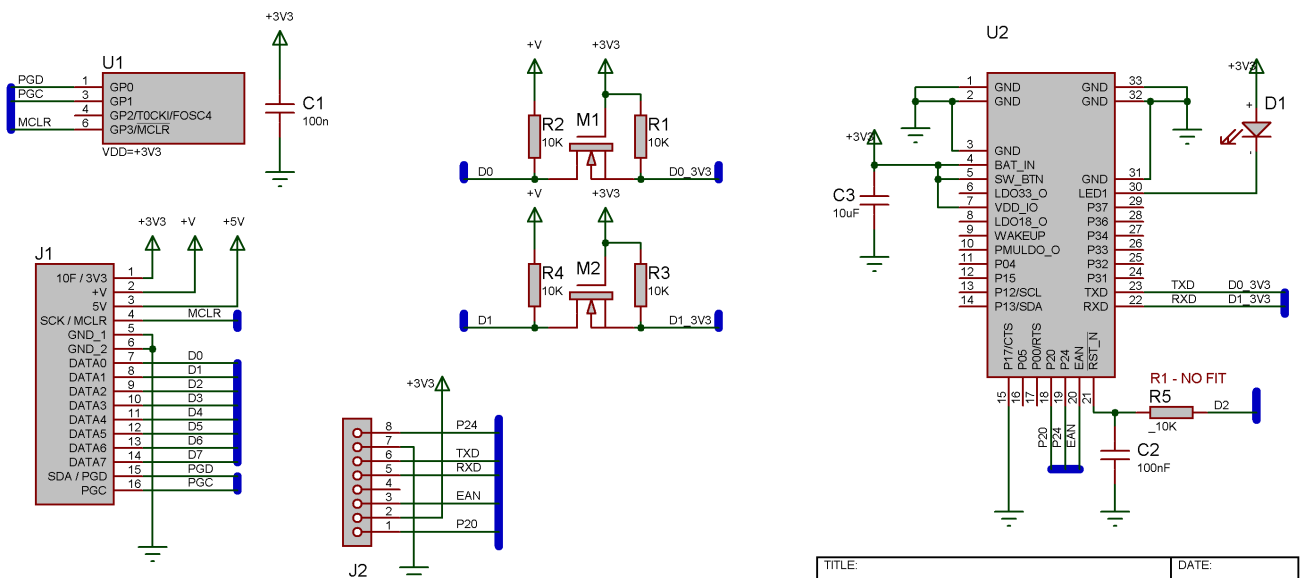 +3V3
U1
PGD 1 GP0
PGC 3 GP1
4 GP2/T0CKI/FOSC4
MCLR 6 GP3/MCLR
VDD=+3V3
C1
100n
+V
+3V3
R2
10K
M1
R1
10K
D0
D0_3V3
+V
+3V3
R4
10K
M2
R3
10K
D1
D1_3V3
J1
+3V3
+V
+5V
10F / 3V3 1
+V 2
5V 3
SCK / MCLR 4 MCLR
GND_1 5
GND_2 6
DATA0 7 D0
DATA1 8 D1
DATA2 9 D2
DATA3 10 D3
DATA4 11 D4
DATA5 12 D5
DATA6 13 D6
DATA7 14 D7
SDA / PGD 15 PGD
PGC 16 PGC
+3V3
8 P24
7
6 TXD
5 RXD
4
3 EAN
2
1 P20
J2
U2
1 GND
2 GND
3 GND
4 BAT_IN
5 SW_BTN
6 LDO33_O
7 VDD_IO
8 LDO18_O
9 WAKEUP
10 PMULDO_O
11 P04
12 P15
13 P12/SCL
14 P13/SDA
GND 33
GND 32
GND 31
LED1 30
P37 29
P36 28
P34 27
P33 26
P32 25
P31 24
TXD 23 TXD D0_3V3
RXD 22 RXD D1_3V3
P17/CTS 15
P05 16
P00/RTS 17
P20 18 P20
P24 19 P24
EAN 20 EAN
RST_N 21
+3V3
C3
10uF
+3V3
+
D1
-
R1 - NO FIT
R5
_10K
D2
C2
100nF
TITLE:
DATE: